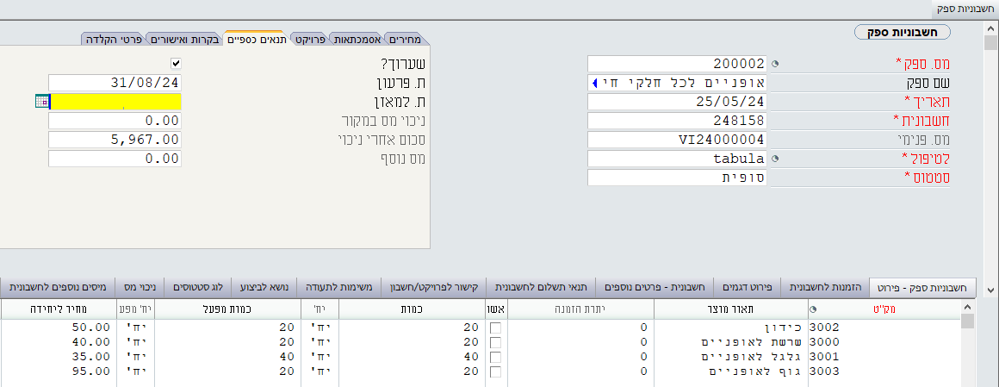 חשבוניות ספק
חשבוניות ספק
מחירים אסמכתאות פרויקט תנאים כספיים בקרות ואישורים פרטי הקלדה
מס. ספק * 200002
שם ספק אופניים לכל חלקי חי
תאריך * 25/05/24
חשבונית * 248158
מס. פנימי VI24000004
לטיפול * tabula
סטטוס * סופית
שערוך?
ת. פרעון 31/08/24
ת. למאזן
ניכוי מס במקור 0.00
סכום אחרי ניכוי 5,967.00
מס נוסף 0.00
חשבוניות ספק - פירוט הזמנות לחשבונית פירוט דגמים חשבונית - פרטים נוספים תנאי תשלום לחשבונית קישור לפרויקט/חשבון משימות לתעודה נושא לביצוע לוג סטטוסים ניכוי מס מיסים נוספים לחשבונית
מק"ט תאור מוצר יתרת הזמנה אשו כמות יח' כמות מפעל יח' מפע מחיר ליחידה
3002 כידון 0 20 יח' 20 יח' 50.00
3000 שרשת לאופניים 0 20 יח' 20 יח' 40.00
3001 גלגל לאופניים 0 40 יח' 40 יח' 35.00
3003 גוף לאופניים 0 20 יח' 20 יח' 95.00